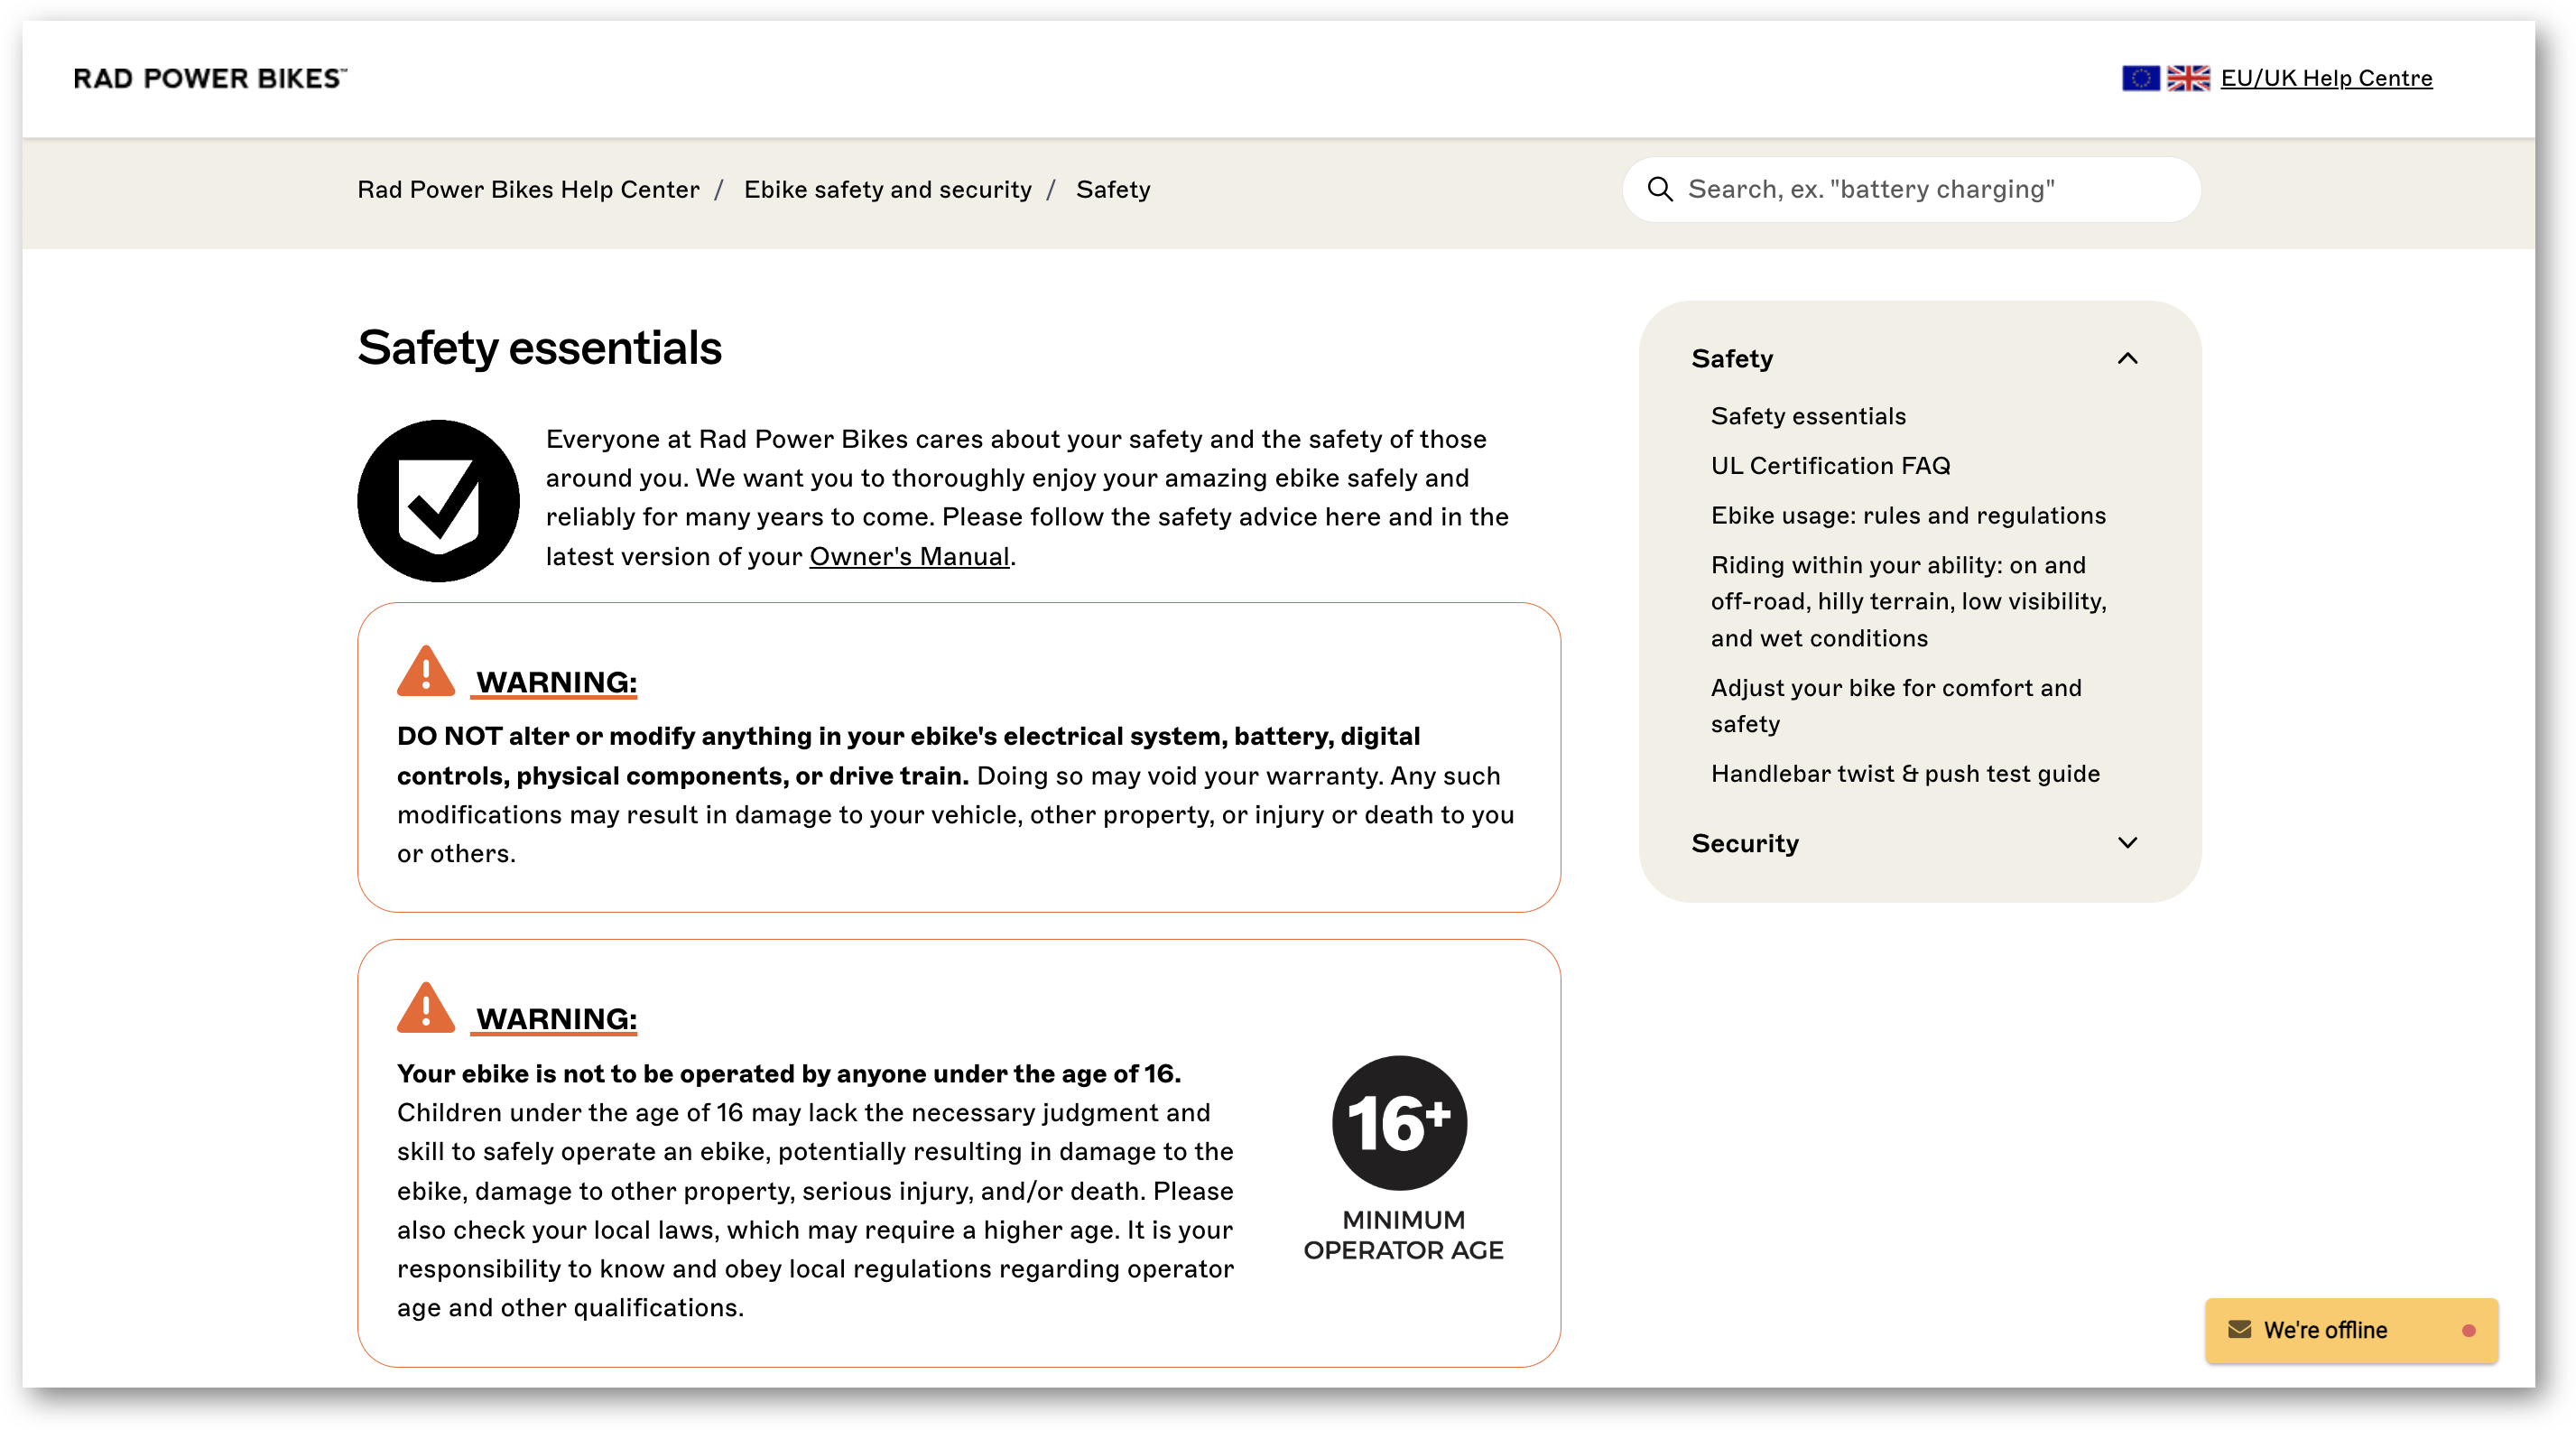 RAD POWER BIKES™
EU/UK Help Centre
Rad Power Bikes Help Center / Ebike safety and security / Safety
Search, ex. "battery charging"
Safety essentials
Everyone at Rad Power Bikes cares about your safety and the safety of those
around you. We want you to thoroughly enjoy your amazing ebike safely and
reliably for many years to come. Please follow the safety advice here and in the
latest version of your Owner's Manual.
WARNING:
DO NOT alter or modify anything in your ebike's electrical system, battery, digital
controls, physical components, or drive train. Doing so may void your warranty. Any such
modifications may result in damage to your vehicle, other property, or injury or death to you
or others.
WARNING:
Your ebike is not to be operated by anyone under the age of 16.
Children under the age of 16 may lack the necessary judgment and
skill to safely operate an ebike, potentially resulting in damage to the
ebike, damage to other property, serious injury, and/or death. Please
also check your local laws, which may require a higher age. It is your
responsibility to know and obey local regulations regarding operator
age and other qualifications.
16+
MINIMUM
OPERATOR AGE
Safety
Safety essentials
UL Certification FAQ
Ebike usage: rules and regulations
Riding within your ability: on and
off-road, hilly terrain, low visibility,
and wet conditions
Adjust your bike for comfort and
safety
Handlebar twist & push test guide
Security
We're offline